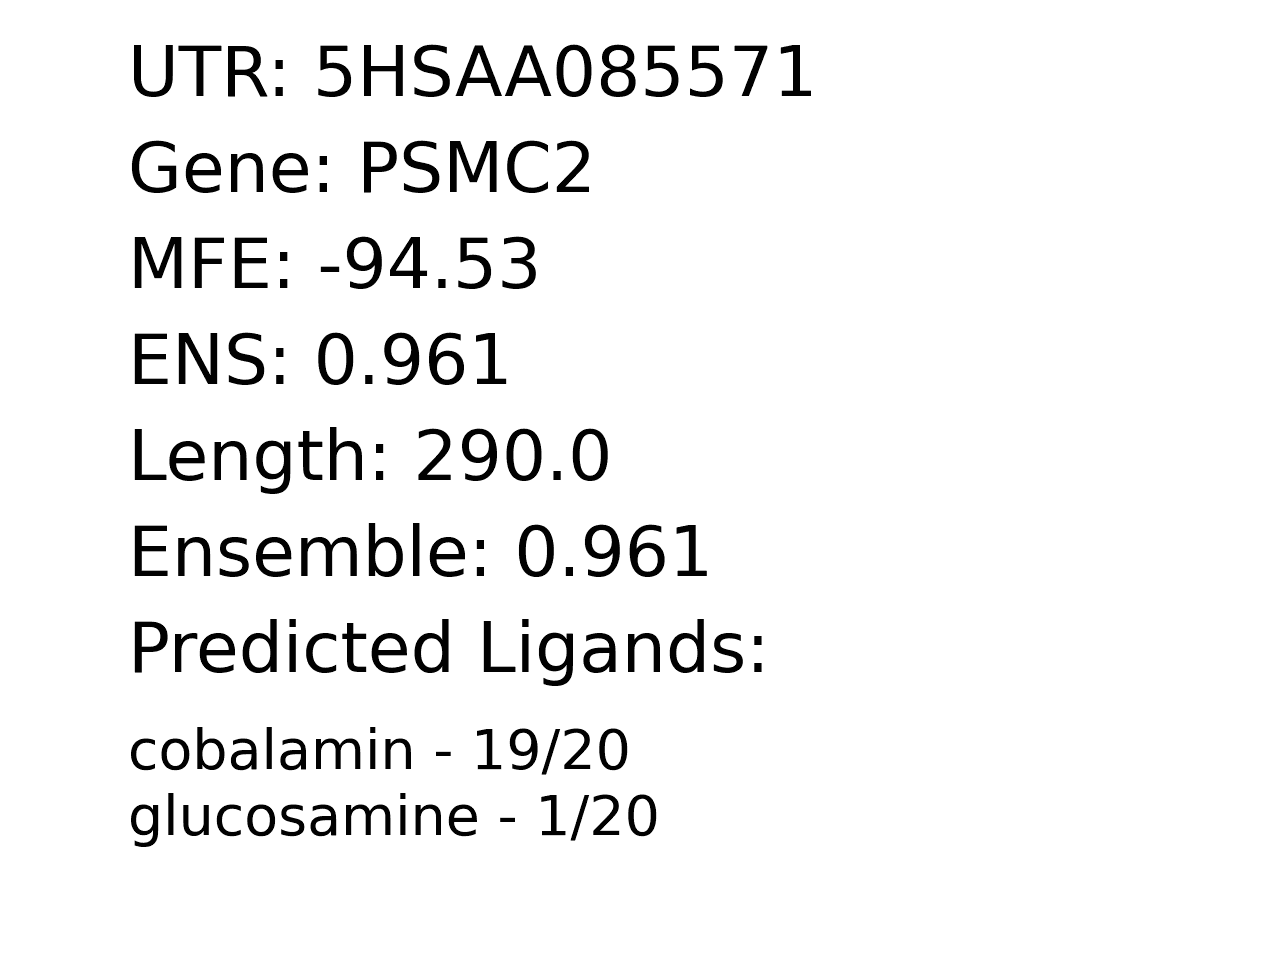 UTR: 5HSAA085571
Gene: PSMC2
MFE: -94.53
ENS: 0.961
Length: 290.0
Ensemble: 0.961
Predicted Ligands:
cobalamin - 19/20
glucosamine - 1/20